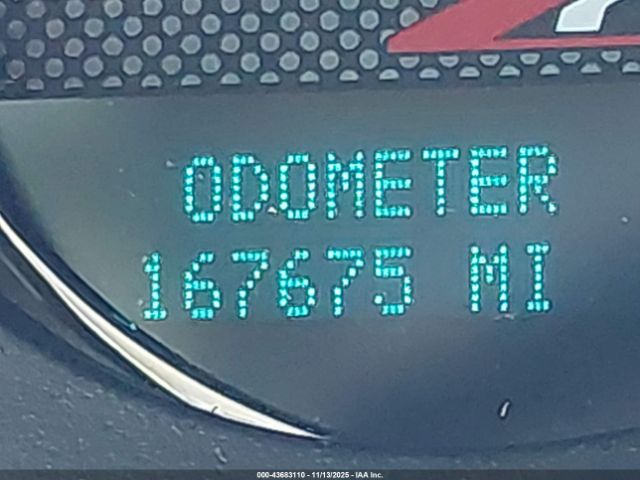 ODOMETER
167675 MI
000-43683110 - 11/13/2025 - IAA Inc.